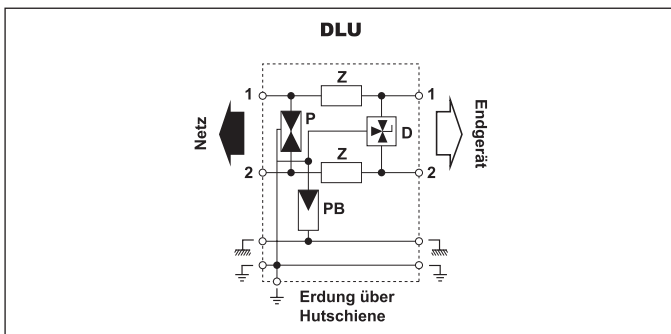 DLU
Z
1
1
P
D
Netz
Endgerät
2
Z
2
PB
Erdung über
Hutschiene